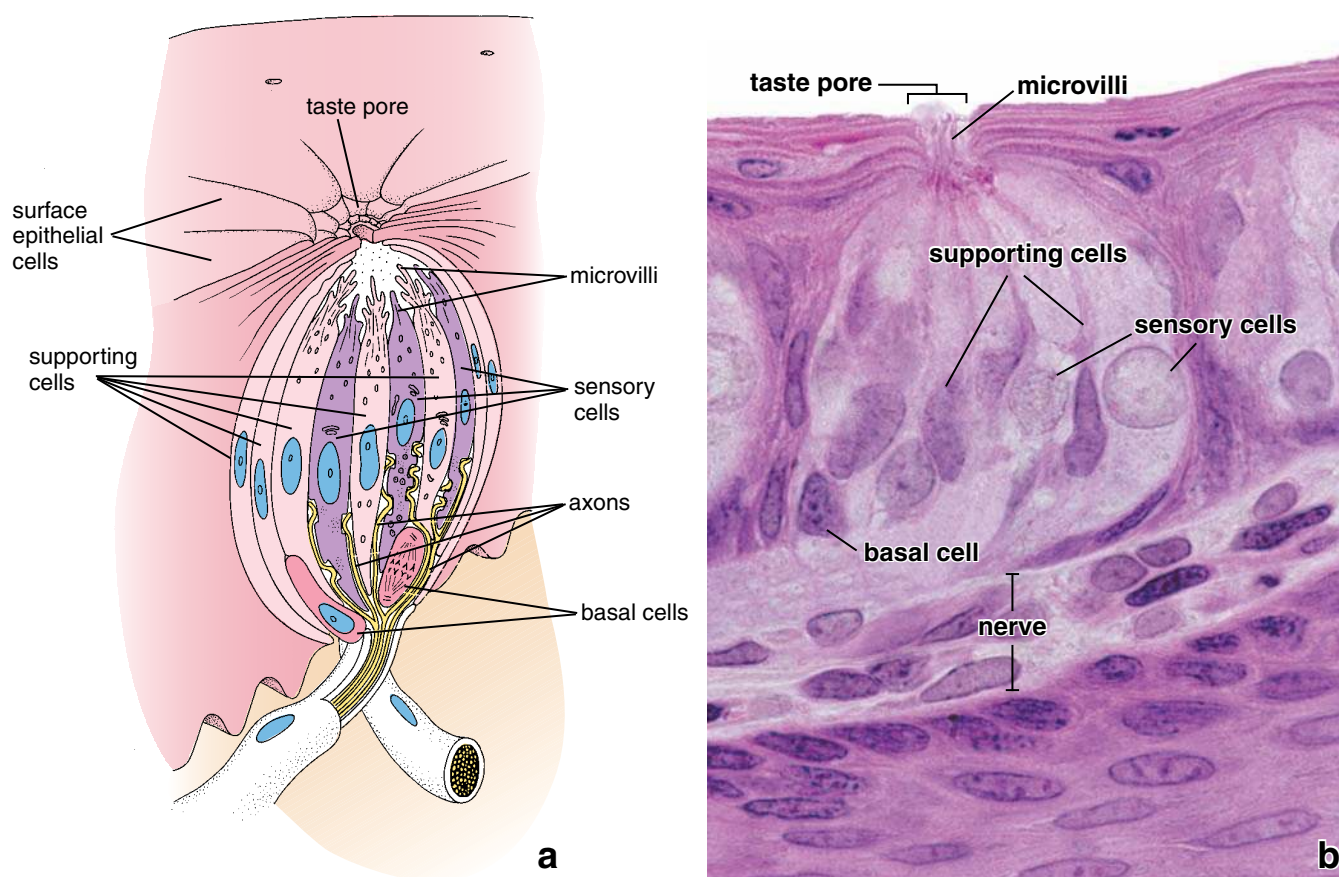 taste pore
surface
epithelial
cells
microvilli
supporting
cells
sensory
cells
axons
basal cells
a
taste pore
microvilli
supporting cells
sensory cells
basal cell
nerve
b